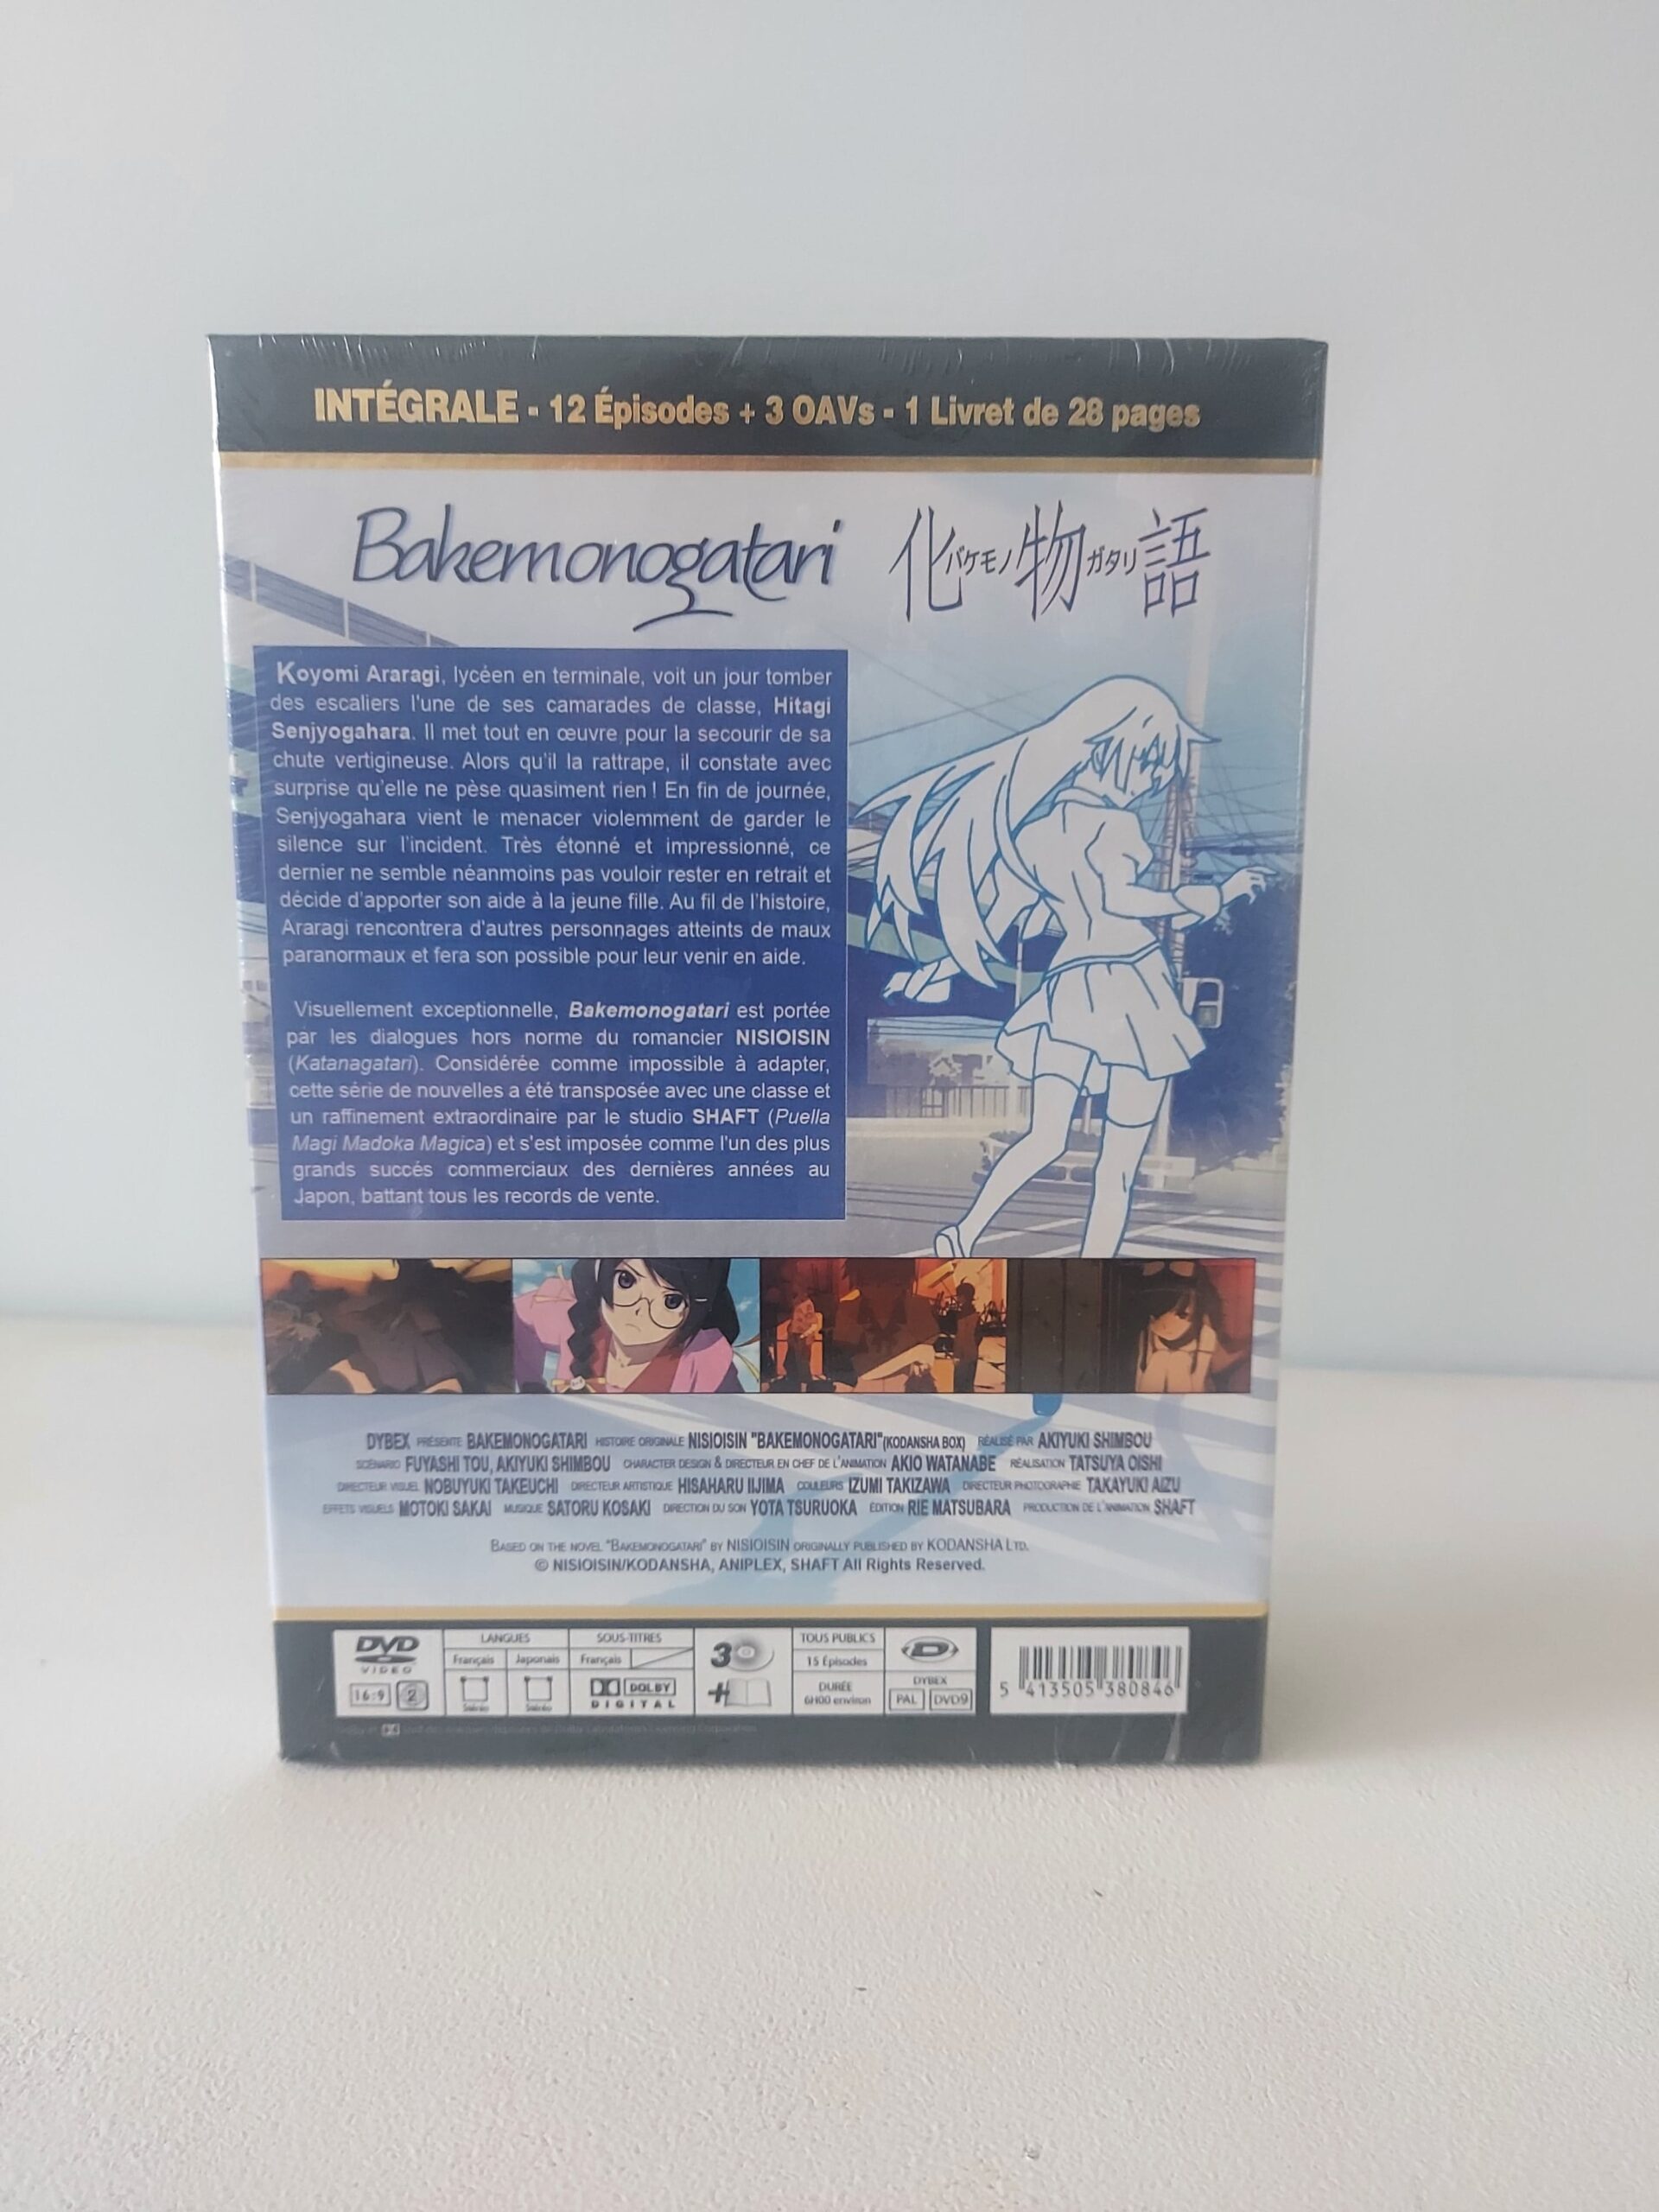 INTÉGRALE - 12 Épisodes + 3 OAVs - 1 Livret de 28 pages
Bakemonogatari 化バケモノ物ガタリ語
Koyomi Araragi, lycéen en terminale, voit un jour tomber
des escaliers l'une de ses camarades de classe, Hitagi
Senjyogahara. Il met tout en œuvre pour la secourir de sa
chute vertigineuse. Alors qu'il la rattrape, il constate avec
surprise qu'elle ne pèse quasiment rien ! En fin de journée,
Senjyogahara vient le menacer violemment de garder le
silence sur l'incident. Très étonné et impressionné, ce
dernier ne semble néanmoins pas vouloir rester en retrait et
décide d'apporter son aide à la jeune fille. Au fil de l'histoire,
Araragi rencontrera d'autres personnages atteints de maux
paranormaux et fera son possible pour leur venir en aide.
Visuellement exceptionnelle, Bakemonogatari est portée
par les dialogues hors norme du romancier NISIOISIN
(Katanagatari). Considérée comme impossible à adapter,
cette série de nouvelles a été transposée avec une classe et
un raffinement extraordinaire par le studio SHAFT (Puella
Magi Madoka Magica) et s'est imposée comme l'un des plus
grands succés commerciaux des dernières années au
Japon, battant tous les records de vente.
DYBEX PRÉSENTE BAKEMONOGATARI HISTOIRE ORIGINALE NISIOISIN "BAKEMONOGATARI"(KODANSHA BOX) RÉALISÉ PAR AKIYUKI SHIMBOU
SCÉNARIO FUYASHI TOU, AKIYUKI SHIMBOU CHARACTER DESIGN & DIRECTEUR EN CHEF DE L'ANIMATION AKIO WATANABE RÉALISATION TATSUYA OISHI
DIRECTEUR VISUEL NOBUYUKI TAKEUCHI DIRECTEUR ARTISTIQUE HISAHARU IIJIMA COULEURS IZUMI TAKIZAWA DIRECTEUR PHOTOGRAPHIE TAKAYUKI AIZU
EFFETS VISUELS MOTOKI SAKAI MUSIQUE SATORU KOSAKI DIRECTION DU SON YOTA TSURUOKA ÉDITION RIE MATSUBARA PRODUCTION DE L'ANIMATION SHAFT
BASED ON THE NOVEL "BAKEMONOGATARI" BY NISIOISIN ORIGINALLY PUBLISHED BY KODANSHA LTD.
© NISIOISIN/KODANSHA, ANIPLEX, SHAFT All Rights Reserved.
DVD VIDEO
16:9 2
LANGUES
Français Japonais
Stéréo Stéréo
SOUS-TITRES
Français
DOLBY
DIGITAL
3
+
TOUS PUBLICS
15 Épisodes
DURÉE
6H00 environ
D
DYBEX
PAL DVD9
5 413505 380846